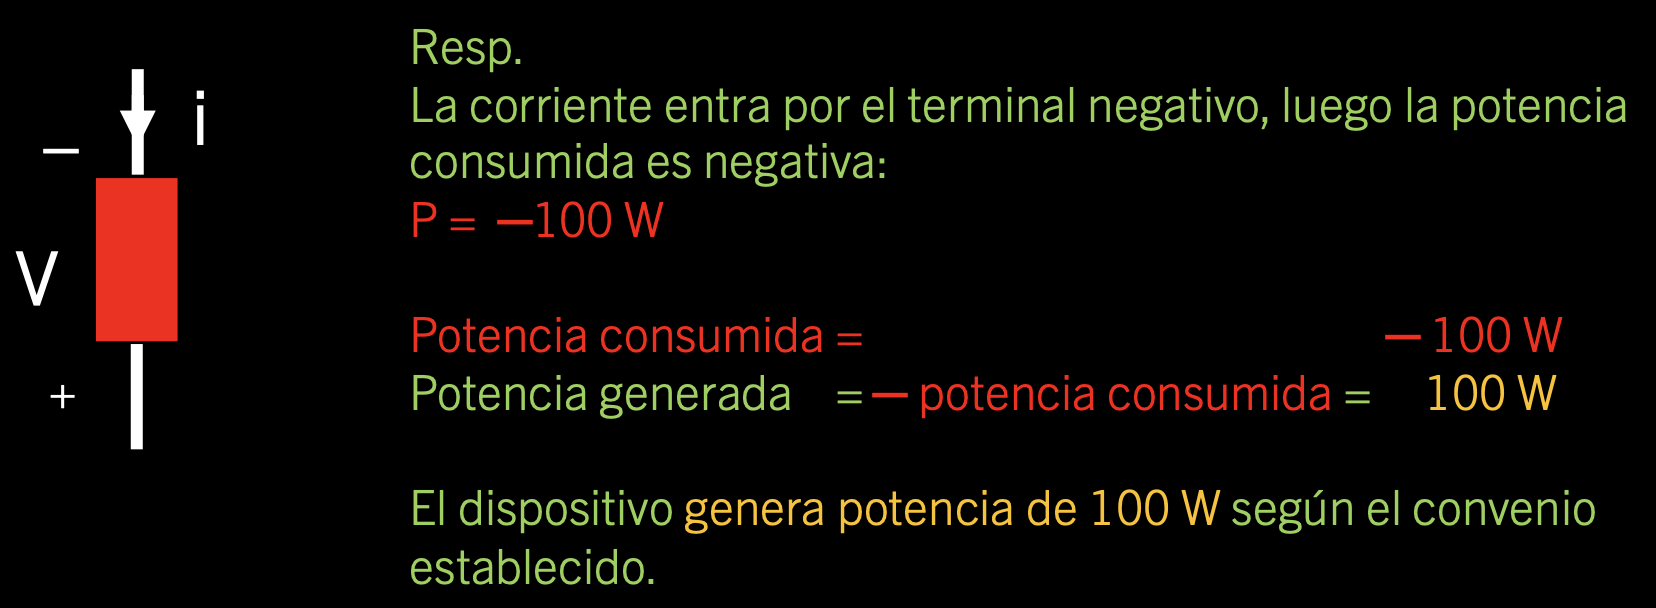 Resp.
La corriente entra por el terminal negativo, luego la potencia
consumida es negativa:
P = —100 W
Potencia consumida = — 100 W
Potencia generada = — potencia consumida = 100 W
El dispositivo genera potencia de 100 W según el convenio
establecido.
i
—
V
+